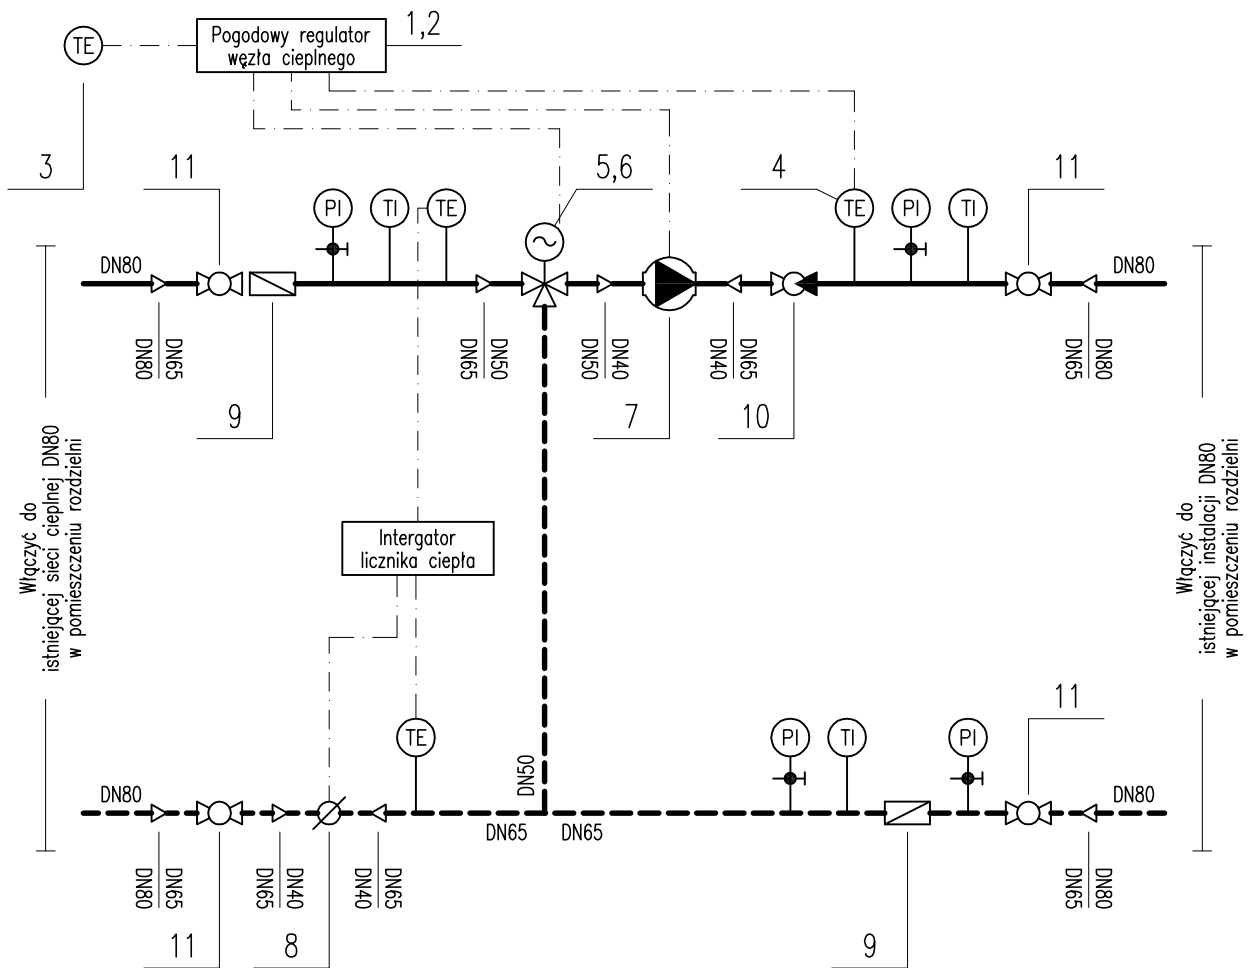 TE
Pogodowy regulator
węzła cieplnego
1,2
3
11
5,6
4
11
PI
TI
TE
TE
PI
TI
DN80
DN80
DN80
DN65
DN65
DN50
DN50
DN40
DN40
DN65
DN65
DN80
9
7
10
Włączyć do
istniejącej sieci cieplnej DN80
w pomieszczeniu rozdzielni
Włączyć do
istniejącej instalacji DN80
w pomieszczeniu rozdzielni
Intergator
licznika ciepła
11
TE
PI
TI
PI
DN50
DN80
DN80
DN65
DN65
DN80
DN65
DN65
DN40
DN40
DN65
DN65
DN80
11
8
9